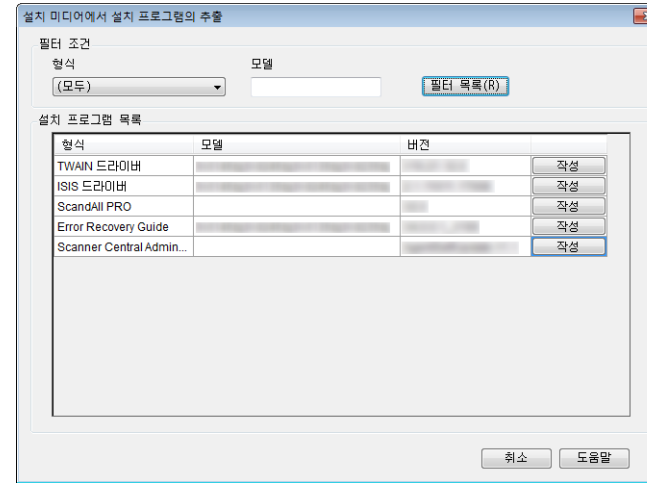 설치 미디어에서 설치 프로그램의 추출
필터 조건
형식 모델
(모두) 필터 목록(R)
설치 프로그램 목록
형식 모델 버전
TWAIN 드라이버 작성
ISIS 드라이버 작성
ScandAll PRO 작성
Error Recovery Guide 작성
Scanner Central Admin... 작성
취소 도움말